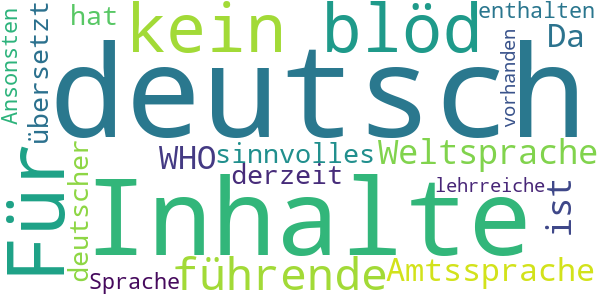 hat
kein
blöd
enthalten
Da
Ansonsten
übersetzt
deutsch
vorhanden
Für
deutscher
WHO
sinnvolles
Weltsprache
derzeit
lehrreiche
Inhalte
ist
Sprache
führende
Amtssprache